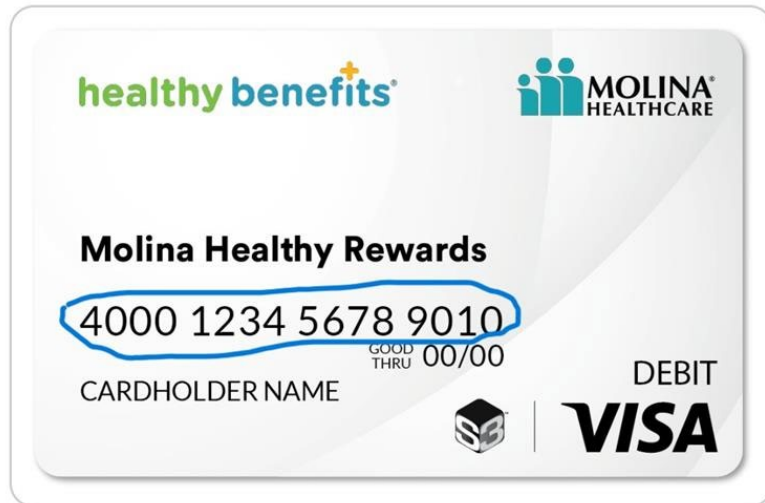 healthy benefits®
MOLINA®
HEALTHCARE
Molina Healthy Rewards
4000 1234 5678 9010
GOOD
THRU 00/00
CARDHOLDER NAME
DEBIT
S3™
VISA